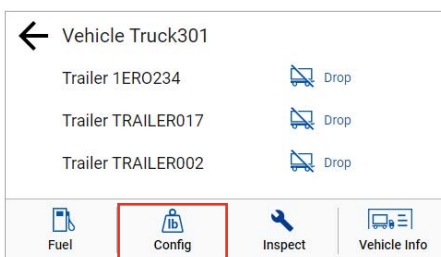 Vehicle Truck301
Trailer 1ERO234 Drop
Trailer TRAILER017 Drop
Trailer TRAILER002 Drop
lb
Fuel Config Inspect Vehicle Info